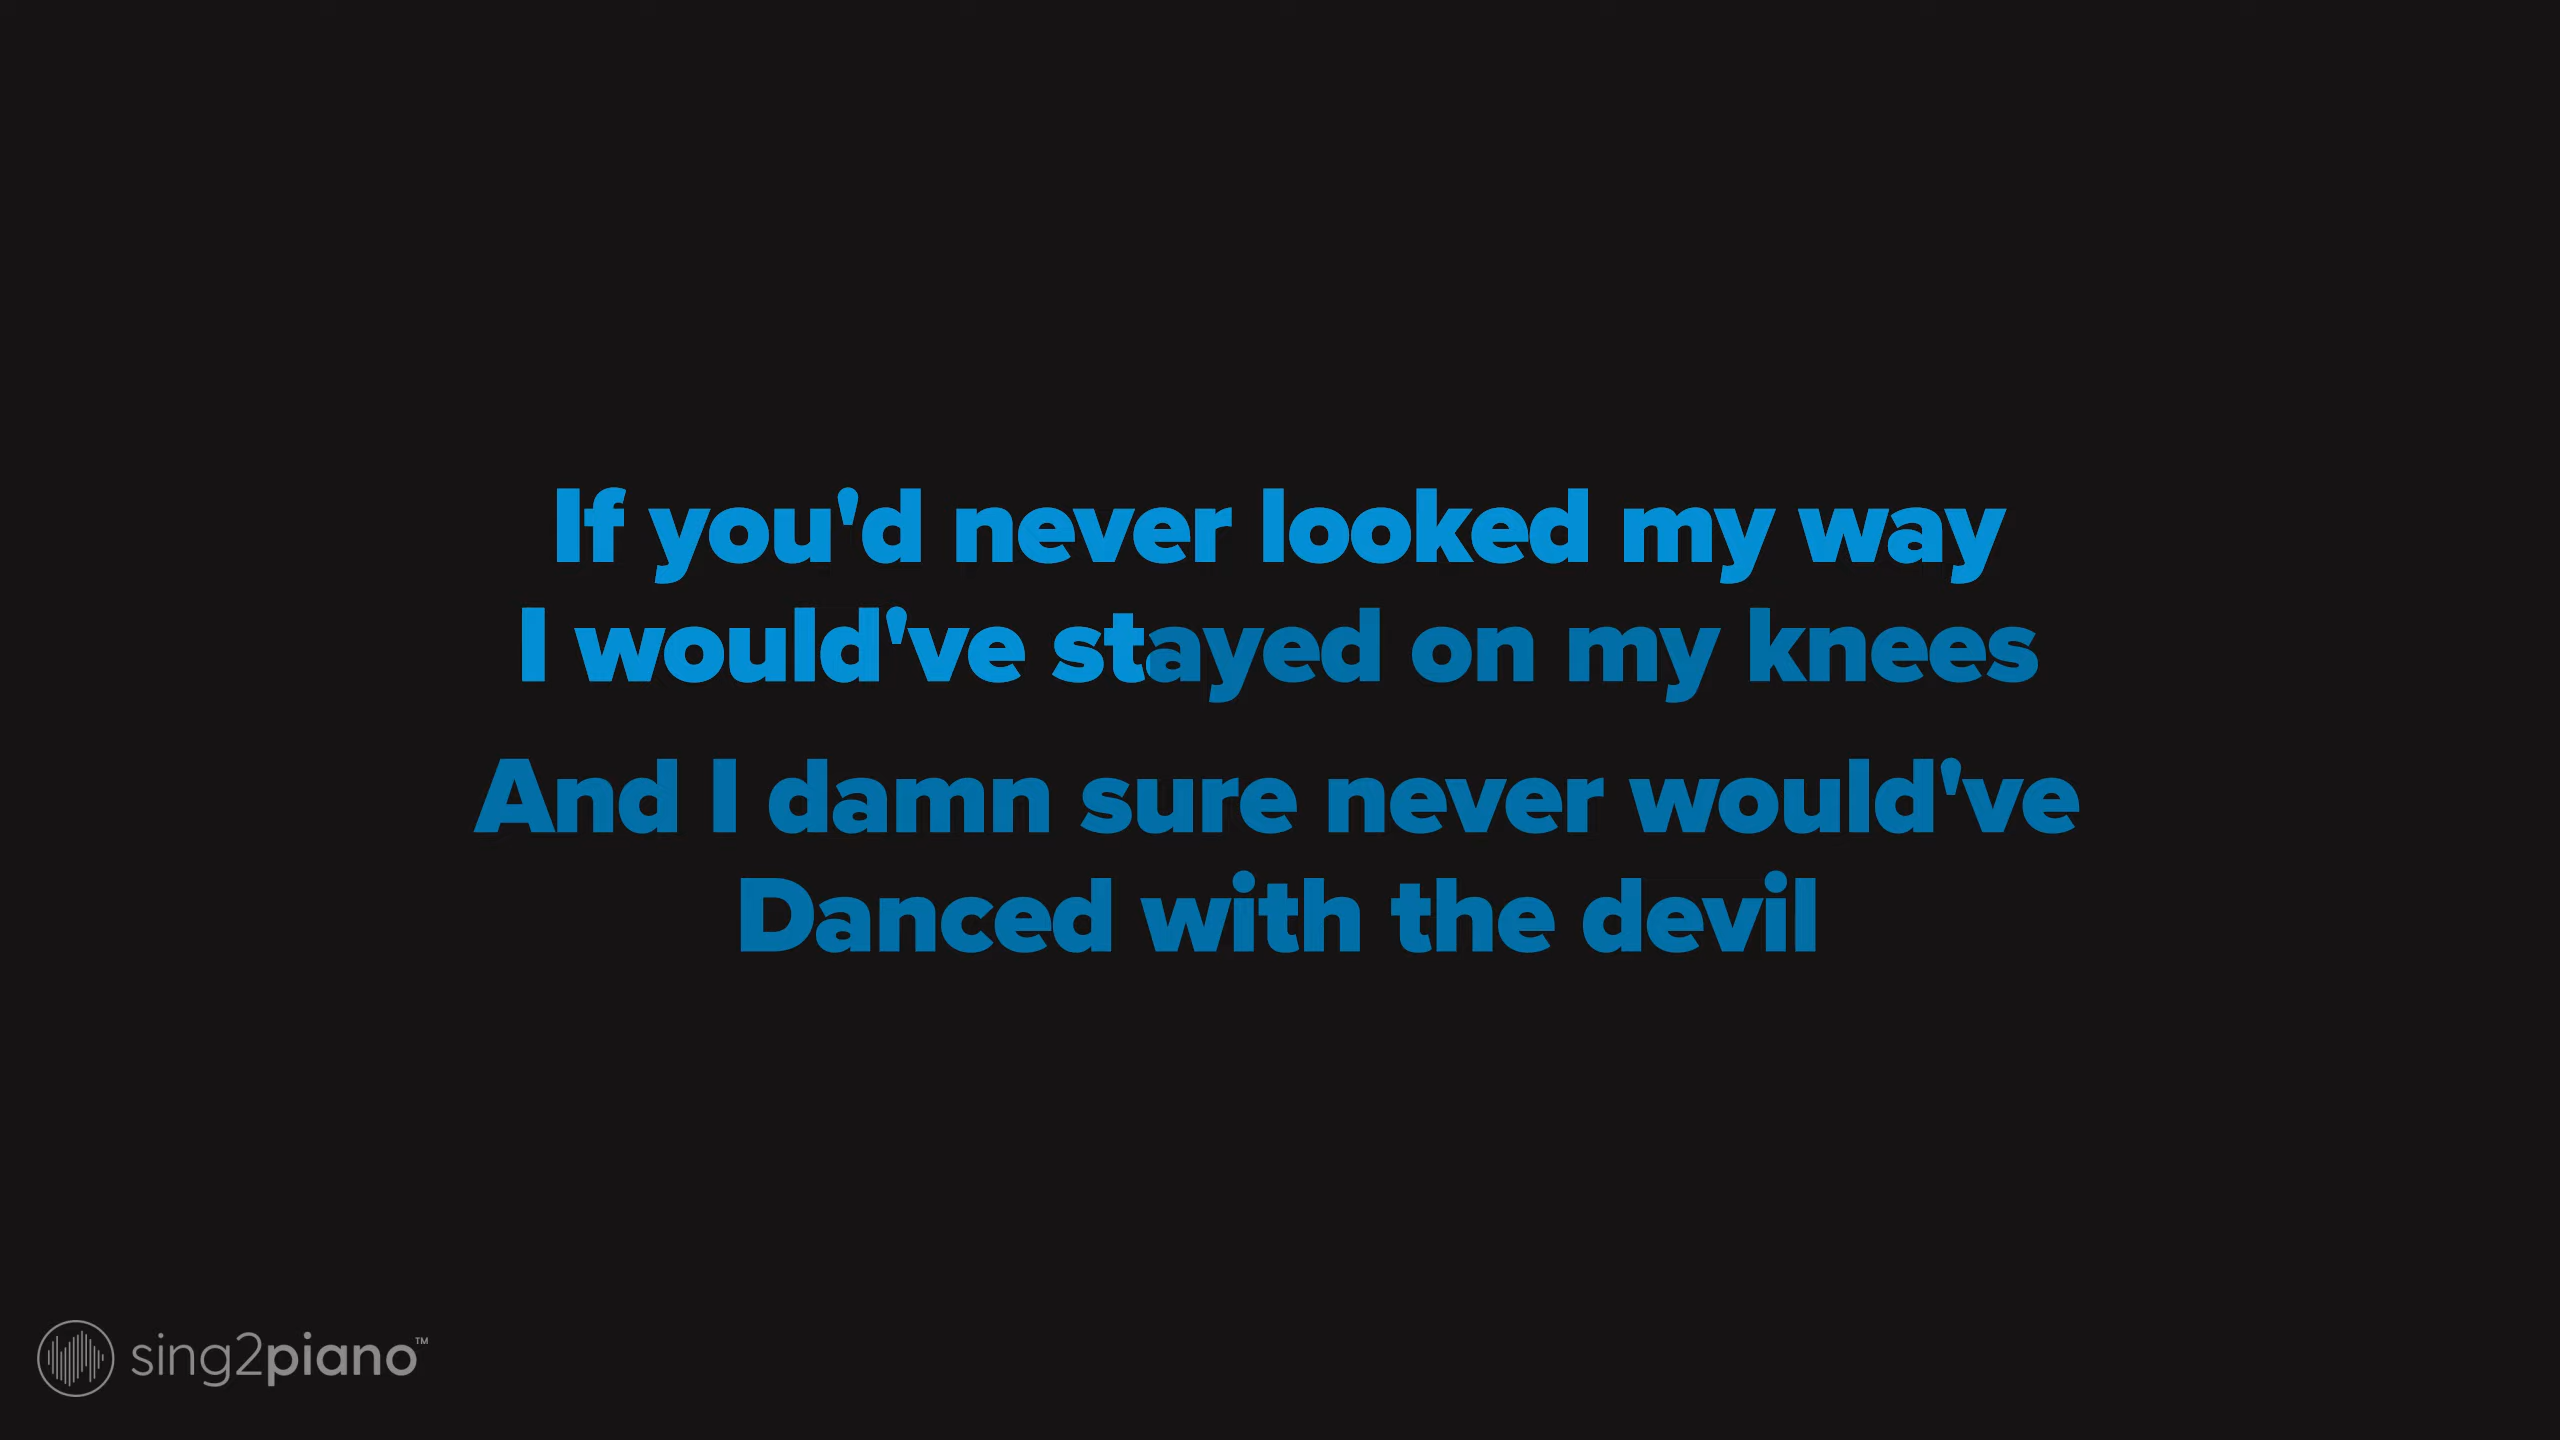 If you'd never looked my way
I would've stayed on my knees
And I damn sure never would've
Danced with the devil
sing2piano™